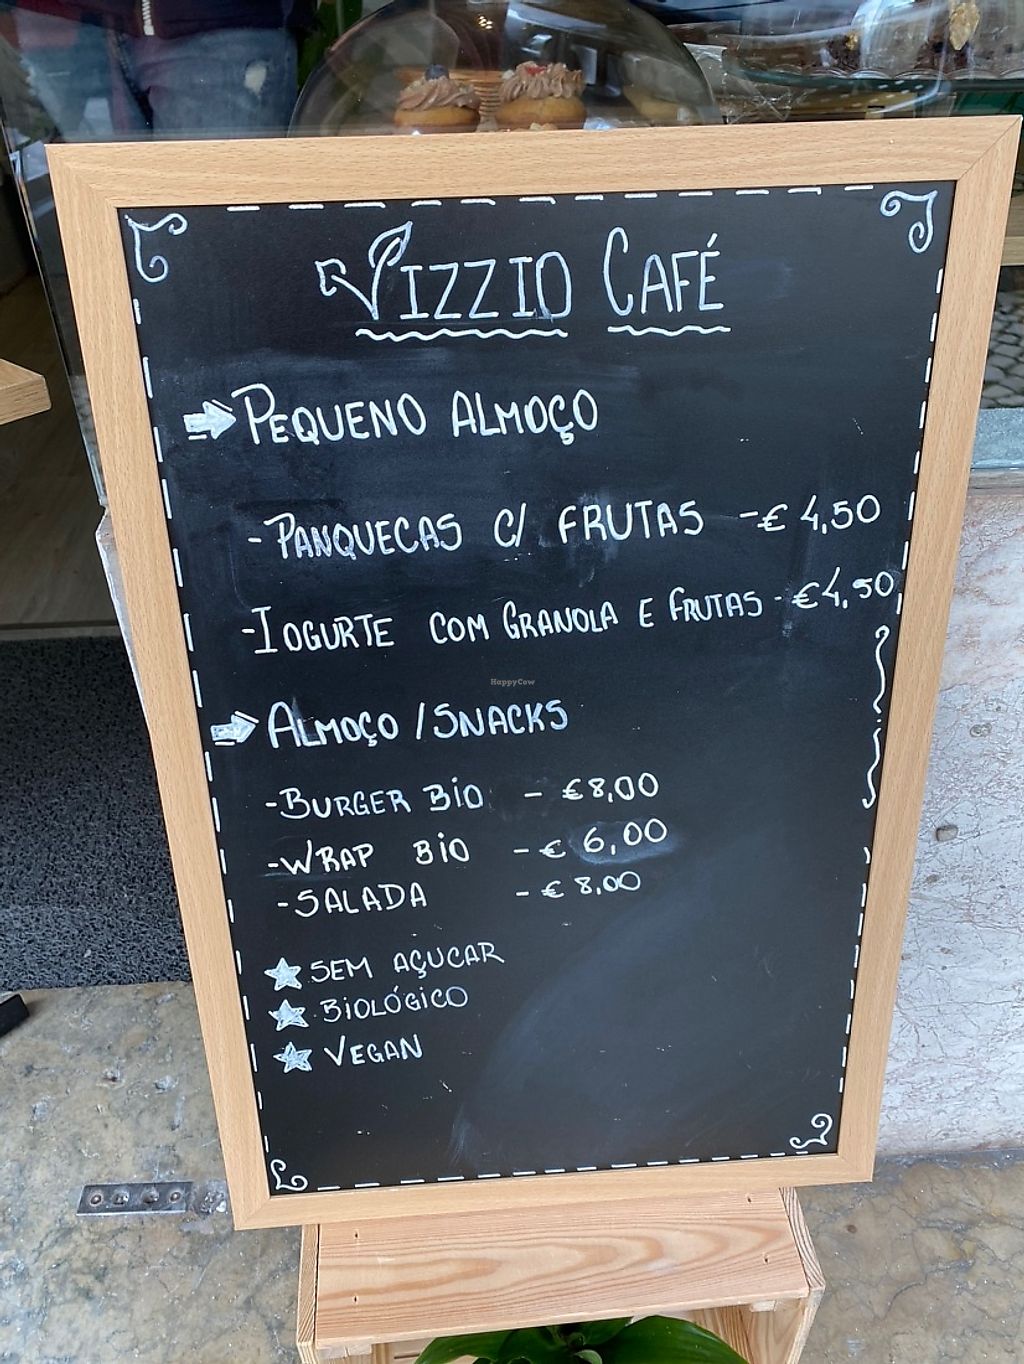 VIZZIO CAFÉ
PEQUENO ALMOÇO
-PANQUECAS C/ FRUTAS -€ 4,50
-IOGURTE COM GRANOLA E FRUTAS - €4,50
HappyCow
ALMOÇO / SNACKS
-BURGER BIO - €8,00
-WRAP BIO - € 6,00
-SALADA - € 8,00
SEM AÇUCAR
BIOLÓGICO
VEGAN